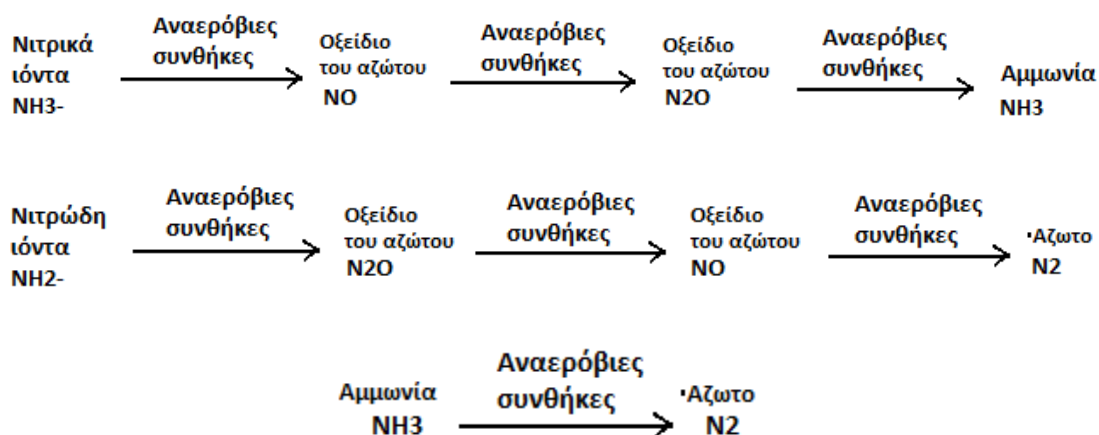 Νιτρικά
ιόντα
NH3-
Αναερόβιες
συνθήκες
Οξείδιο
του αζώτου
NO
Αναερόβιες
συνθήκες
Οξείδιο
του αζώτου
N2O
Αναερόβιες
συνθήκες
Αμμωνία
NH3
Νιτρώδη
ιόντα
NH2-
Αναερόβιες
συνθήκες
Οξείδιο
του αζώτου
N2O
Αναερόβιες
συνθήκες
Οξείδιο
του αζώτου
NO
Αναερόβιες
συνθήκες
'Αζωτο
N2
Αμμωνία
NH3
Αναερόβιες
συνθήκες
'Αζωτο
N2